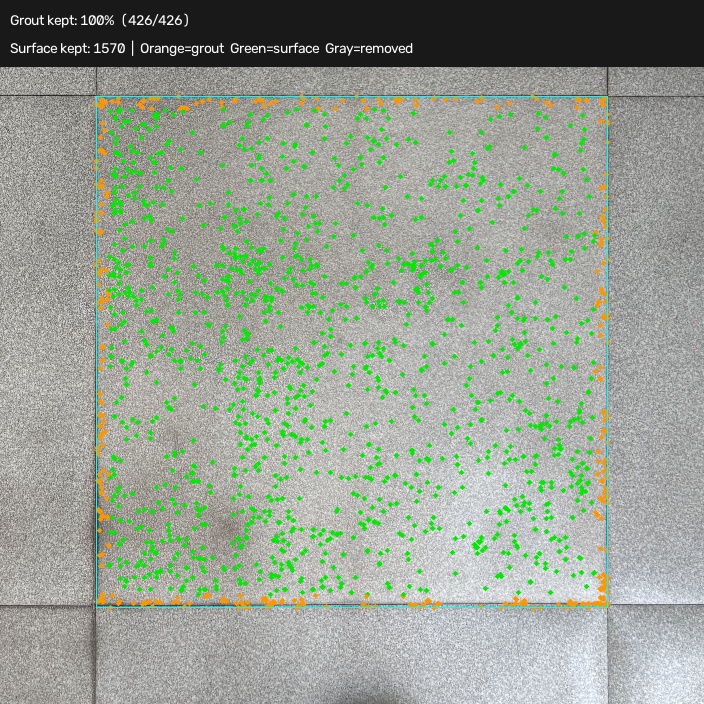 Grout kept: 100% (426/426)
Surface kept: 1570 | Orange=grout Green=surface Gray=removed